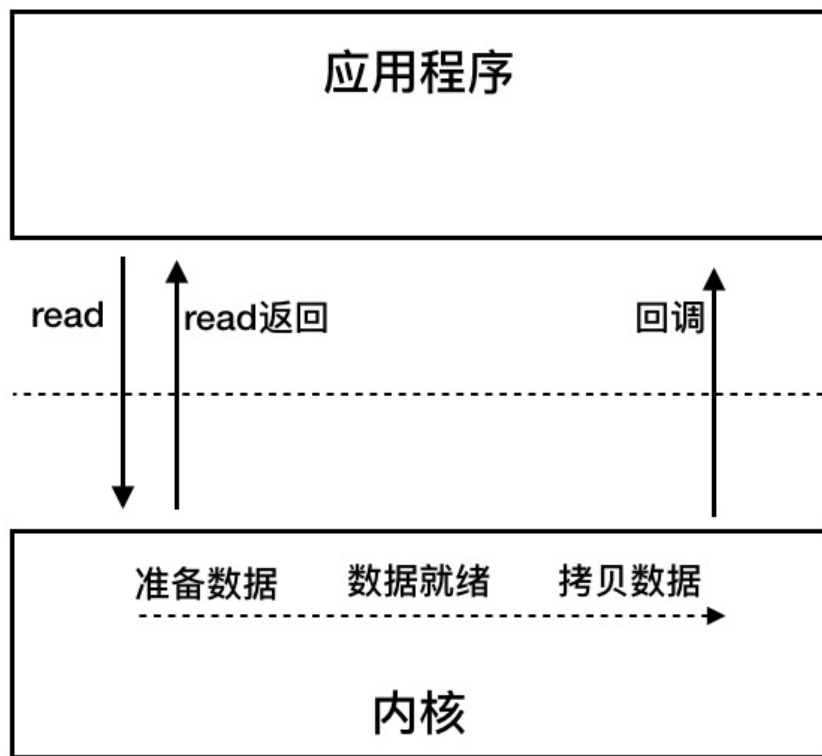 应用程序
read
read返回
回调
准备数据
数据就绪
拷贝数据
内核